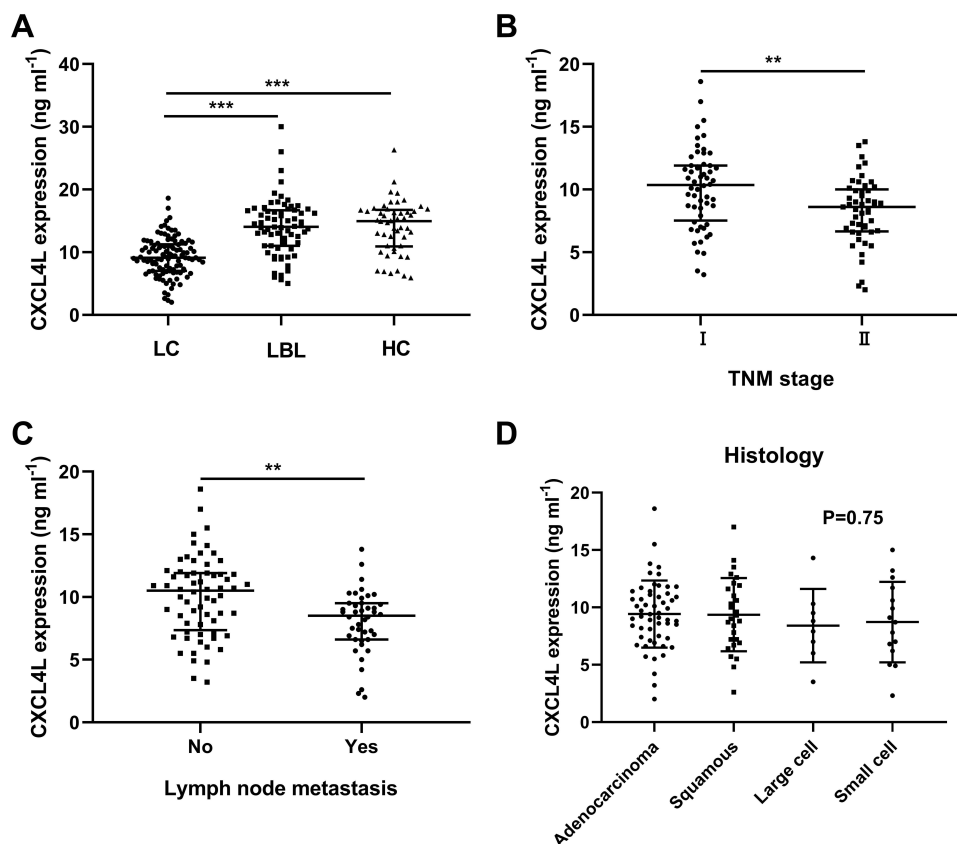 A
CXCL4L expression (ng ml⁻¹)
40
30
20
10
0
***
***
LC LBL HC
B
CXCL4L expression (ng ml⁻¹)
20
15
10
5
0
**
Ⅰ Ⅱ
TNM stage
C
CXCL4L expression (ng ml⁻¹)
20
15
10
5
0
**
No Yes
Lymph node metastasis
D
Histology
CXCL4L expression (ng ml⁻¹)
20
15
10
5
0
P=0.75
Adenocarcinoma
Squamous
Large cell
Small cell